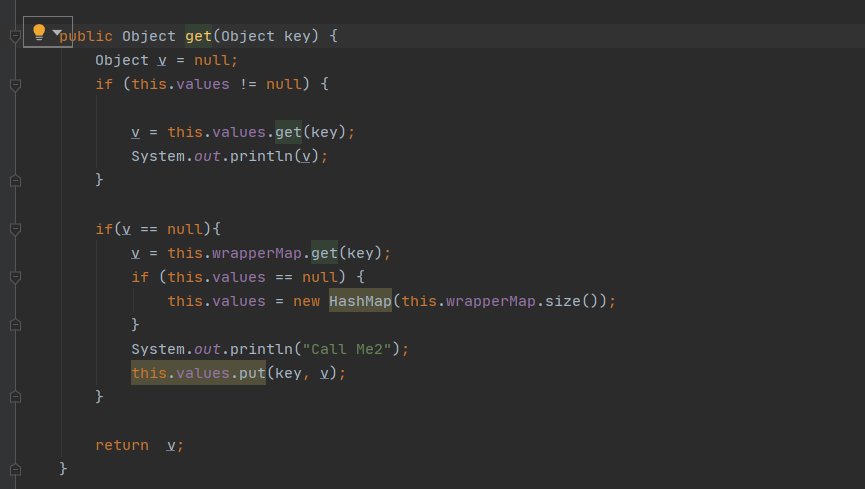 public Object get(Object key) {
Object v = null;
if (this.values != null) {
v = this.values.get(key);
System.out.println(v);
}
if(v == null){
v = this.wrapperMap.get(key);
if (this.values == null) {
this.values = new HashMap(this.wrapperMap.size());
}
System.out.println("Call Me2");
this.values.put(key, v);
}
return  v;
}